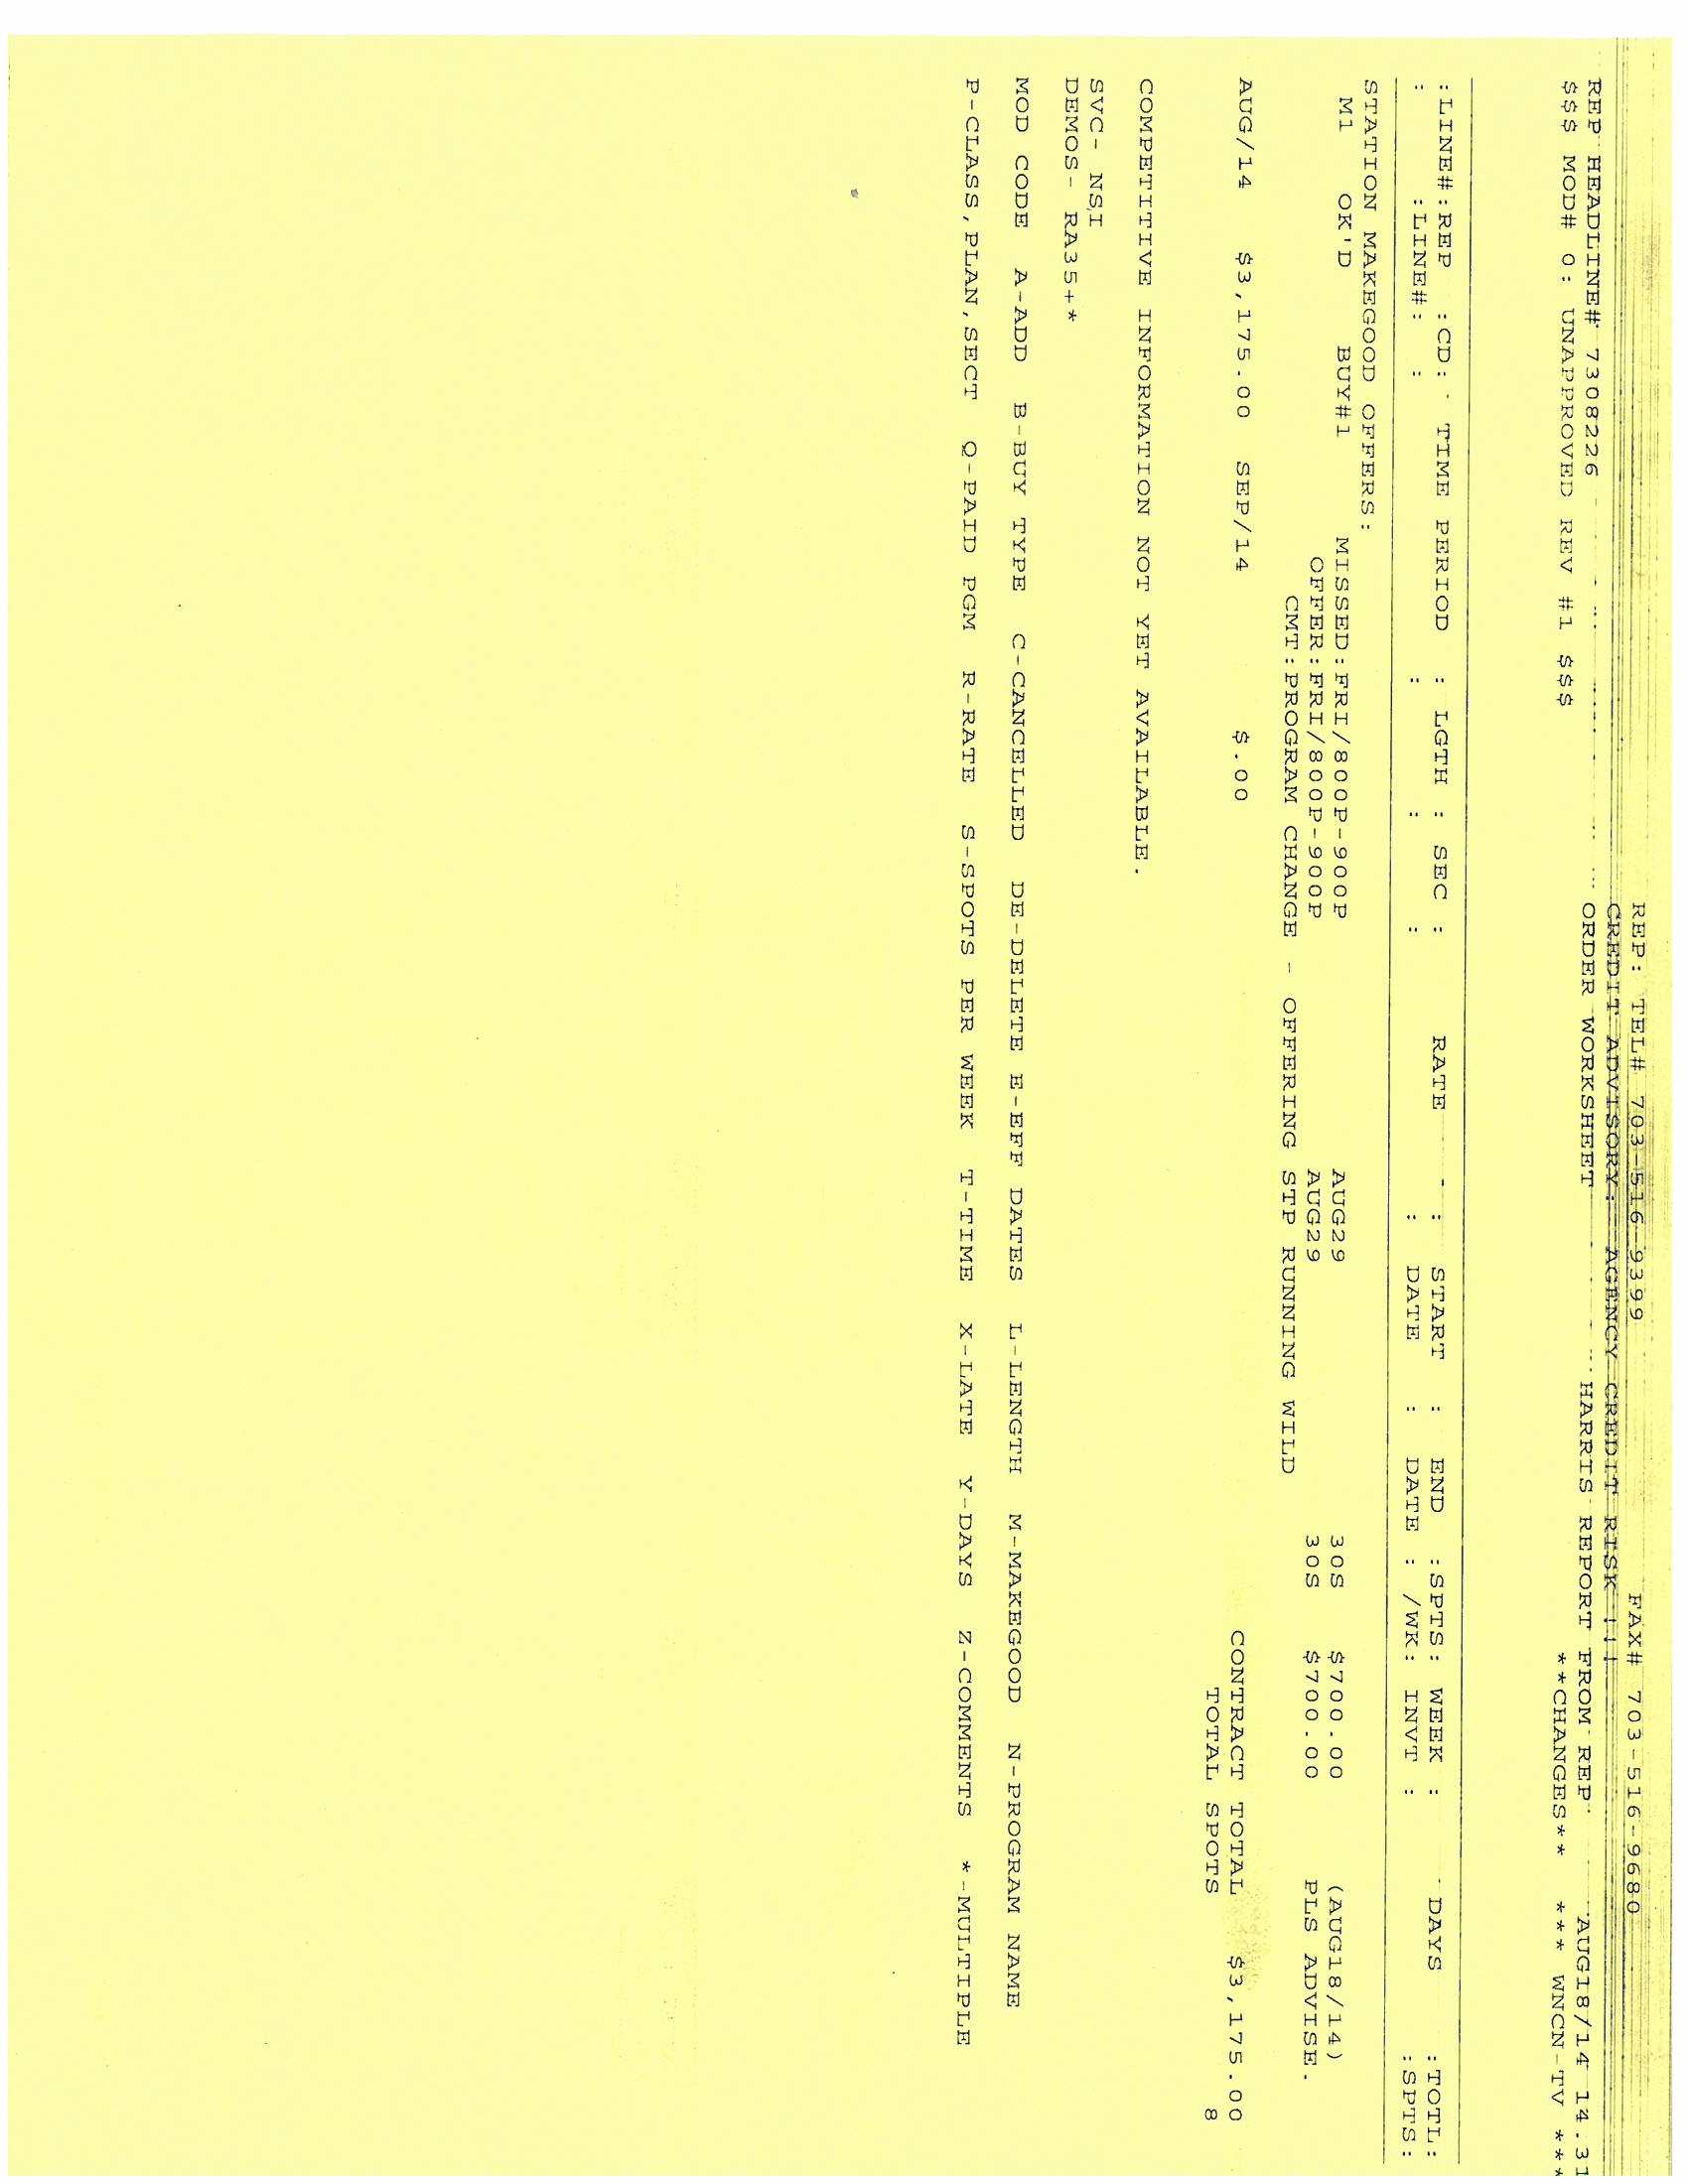 REP: TEL# 703-516-9399 FAX# 703-516-9680
CREDIT ADVISORY: AGENCY CREDIT RISK !!!
REP HEADLINE# 7308226 ORDER WORKSHEET HARRIS REPORT FROM REP AUG18/14 14.31
$$$ MOD# 0: UNAPPROVED REV #1 $$$ **CHANGES** *** WNCN-TV ***
:LINE#:REP :CD: TIME PERIOD : LGTH : SEC : RATE : START : END :SPTS: WEEK : DAYS :TOTL:
: :LINE#: : : : : : DATE : DATE : /WK: INVT : :SPTS:
STATION MAKEGOOD OFFERS:
M1 OK'D BUY#1 MISSED:FRI/800P-900P AUG29 30S $700.00 (AUG18/14)
OFFER:FRI/800P-900P AUG29 30S $700.00 PLS ADVISE.
CMT:PROGRAM CHANGE - OFFERING STP RUNNING WILD
AUG/14 $3,175.00 SEP/14 $.00 CONTRACT TOTAL $3,175.00
TOTAL SPOTS 8
COMPETITIVE INFORMATION NOT YET AVAILABLE.
SVC- NSI
DEMOS- RA35+*
MOD CODE A-ADD B-BUY TYPE C-CANCELLED DE-DELETE E-EFF DATES L-LENGTH M-MAKEGOOD N-PROGRAM NAME
P-CLASS,PLAN,SECT Q-PAID PGM R-RATE S-SPOTS PER WEEK T-TIME X-LATE Y-DAYS Z-COMMENTS *-MULTIPLE